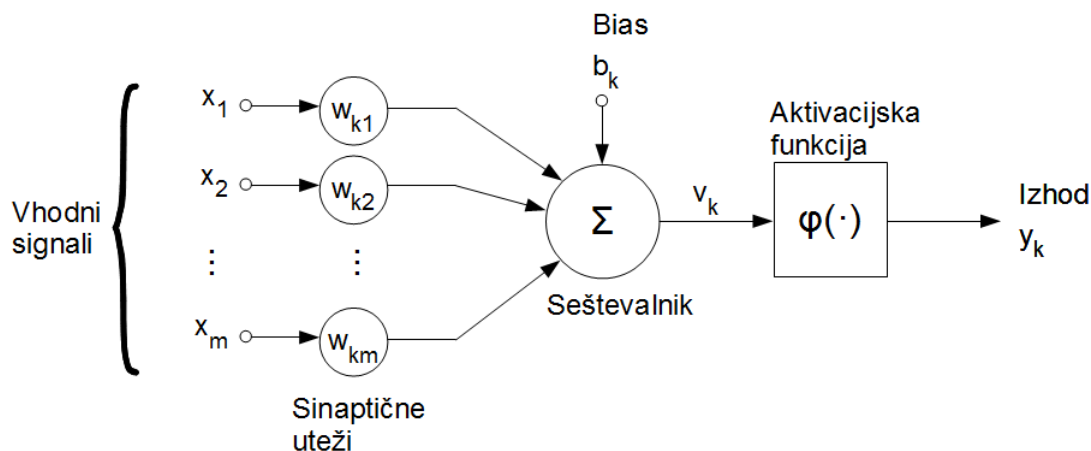 Bias
b_k
x_1
w_k1
Aktivacijska
funkcija
x_2
w_k2
Vhodni
signali
⋮
⋮
Σ
v_k
φ(·)
Izhod
y_k
Seštevalnik
x_m
w_km
Sinaptične
uteži